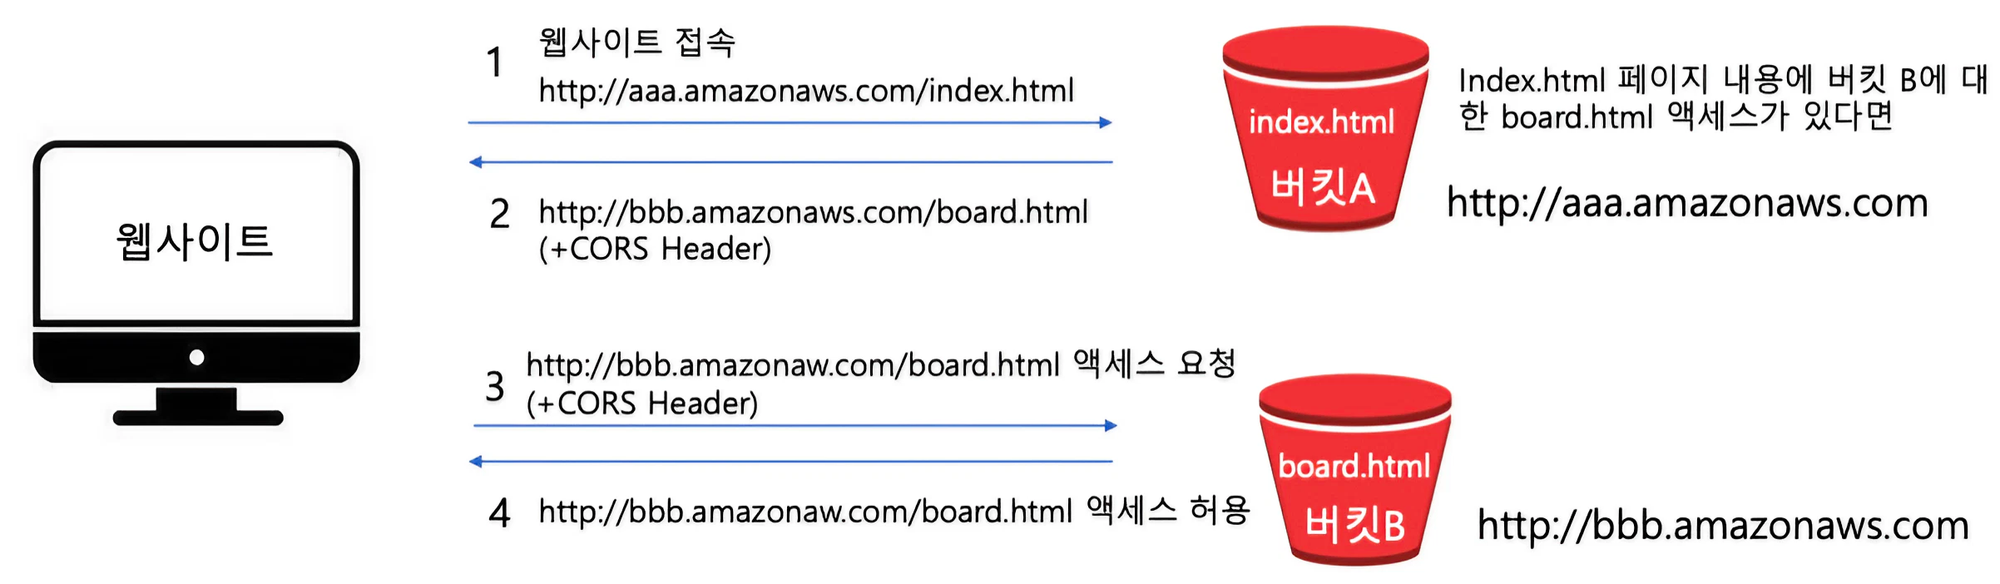 웹사이트
1
웹사이트 접속
http://aaa.amazonaws.com/index.html
2
http://bbb.amazonaws.com/board.html
(+CORS Header)
index.html
버킷A
Index.html 페이지 내용에 버킷 B에 대
한 board.html 액세스가 있다면
http://aaa.amazonaws.com
3
http://bbb.amazonaw.com/board.html 액세스 요청
(+CORS Header)
4
http://bbb.amazonaw.com/board.html 액세스 허용
board.html
버킷B
http://bbb.amazonaws.com